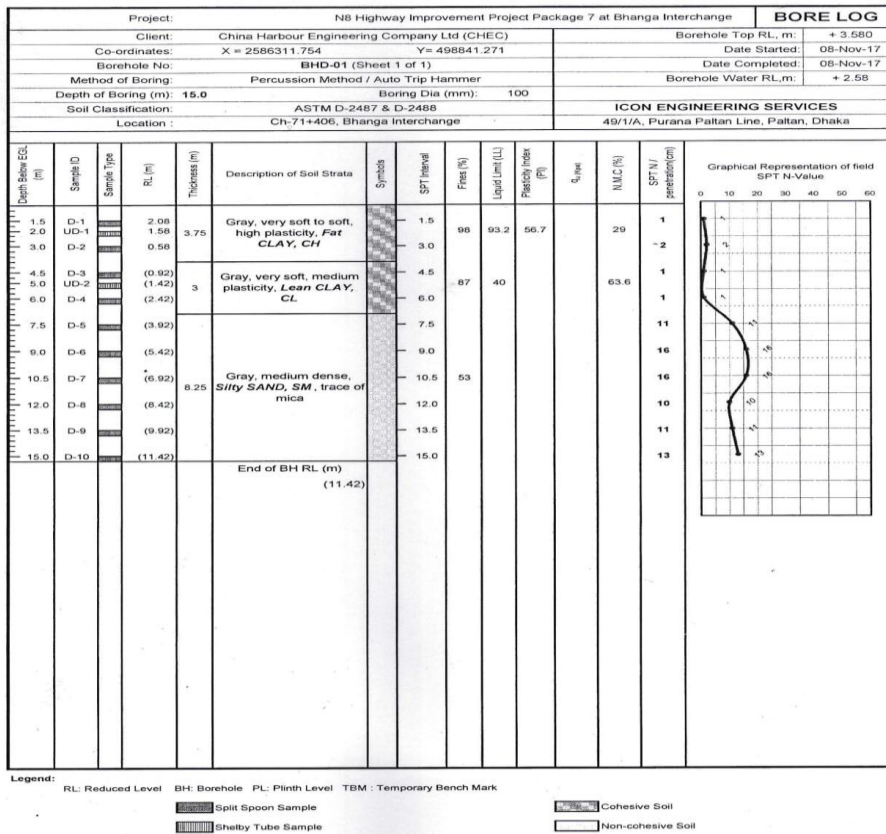 Project: N8 Highway Improvement Project Package 7 at Bhanga Interchange BORE LOG
Client: China Harbour Engineering Company Ltd (CHEC) Borehole Top RL, m: + 3.580
Co-ordinates: X = 2586311.754 Y= 498841.271 Date Started: 08-Nov-17
Borehole No: BHD-01 (Sheet 1 of 1) Date Completed: 08-Nov-17
Method of Boring: Percussion Method / Auto Trip Hammer Borehole Water RL,m: + 2.58
Depth of Boring (m): 15.0 Boring Dia (mm): 100
Soil Classification: ASTM D-2487 & D-2488 ICON ENGINEERING SERVICES
Location : Ch-71+406, Bhanga Interchange 49/1/A, Purana Paltan Line, Paltan, Dhaka
Depth Below EGL (m) Sample ID Sample Type RL (m) Thickness (m) Description of Soil Strata Symbols SPT Interval Fines (%) Liquid Limit (LL) Plasticity Index (PI) qu (Kpa) N.M.C (%) SPT N / penetration(cm) Graphical Representation of field SPT N-Value
0 10 20 30 40 50 60
1.5 D-1 2.08 Gray, very soft to soft, 1.5 1 1
2.0 UD-1 1.58 3.75 high plasticity, Fat 98 93.2 56.7 29
3.0 D-2 0.58 CLAY, CH 3.0 2 2
4.5 D-3 (0.92) Gray, very soft, medium 4.5 1 1
5.0 UD-2 (1.42) 3 plasticity, Lean CLAY, 87 40 63.6
6.0 D-4 (2.42) CL 6.0 1 1
7.5 D-5 (3.92) 7.5 11 11
9.0 D-6 (5.42) 9.0 16 16
Gray, medium dense,
10.5 D-7 (6.92) 8.25 Silty SAND, SM , trace of 10.5 53 16 16
mica
12.0 D-8 (8.42) 12.0 10 10
13.5 D-9 (9.92) 13.5 11 11
15.0 D-10 (11.42) 15.0 13 13
End of BH RL (m)
(11.42)
Legend:
RL: Reduced Level BH: Borehole PL: Plinth Level TBM : Temporary Bench Mark
Split Spoon Sample Cohesive Soil
Shelby Tube Sample Non-cohesive Soil